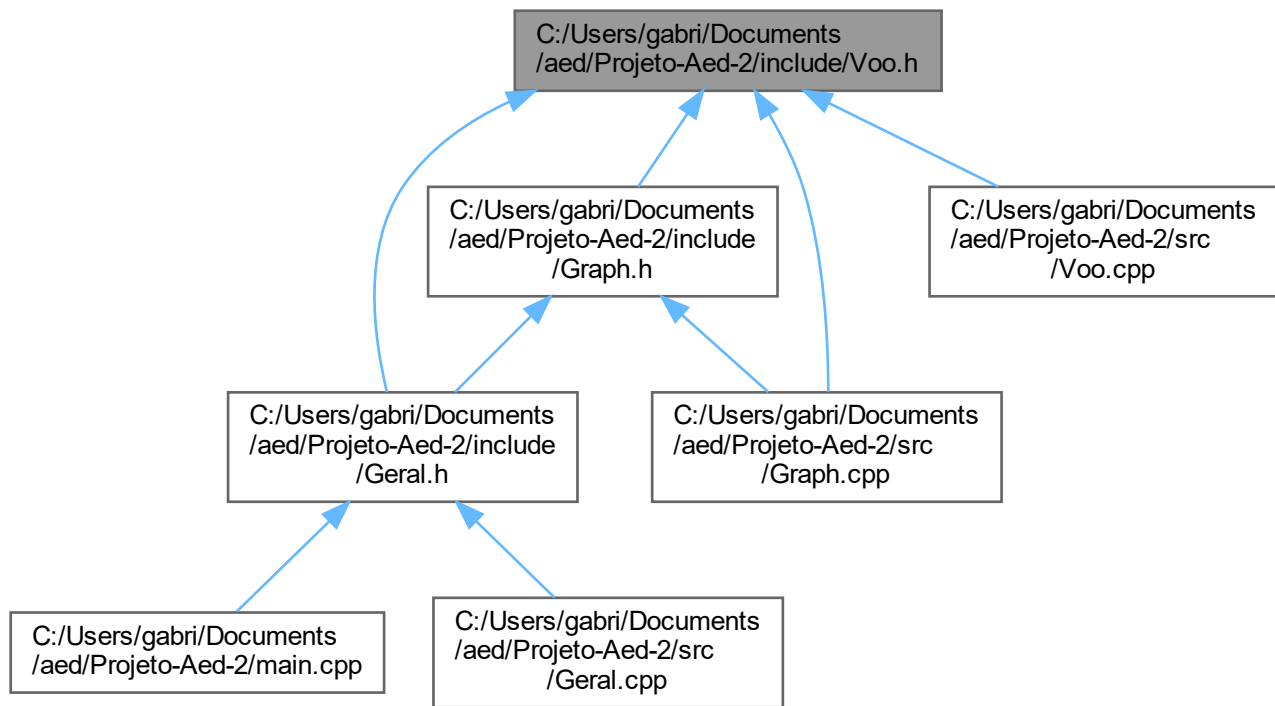 C:/Users/gabri/Documents
/aed/Projeto-Aed-2/include/Voo.h
C:/Users/gabri/Documents
/aed/Projeto-Aed-2/include
/Graph.h
C:/Users/gabri/Documents
/aed/Projeto-Aed-2/src
/Voo.cpp
C:/Users/gabri/Documents
/aed/Projeto-Aed-2/include
/Geral.h
C:/Users/gabri/Documents
/aed/Projeto-Aed-2/src
/Graph.cpp
C:/Users/gabri/Documents
/aed/Projeto-Aed-2/main.cpp
C:/Users/gabri/Documents
/aed/Projeto-Aed-2/src
/Geral.cpp